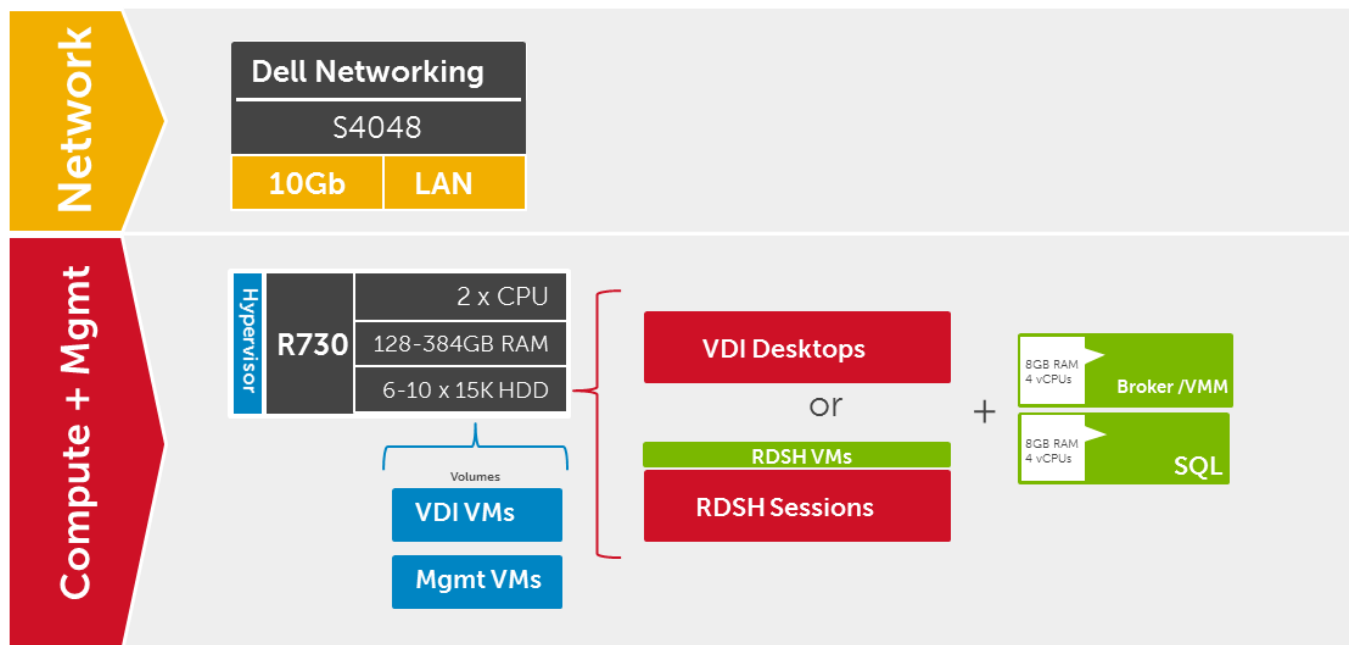 Network
Dell Networking
S4048
10Gb
LAN
Compute + Mgmt
Hypervisor
R730
2 x CPU
128-384GB RAM
6-10 x 15K HDD
Volumes
VDI VMs
Mgmt VMs
VDI Desktops
or
RDSH VMs
RDSH Sessions
+
8GB RAM
4 vCPUs
Broker /VMM
8GB RAM
4 vCPUs
SQL